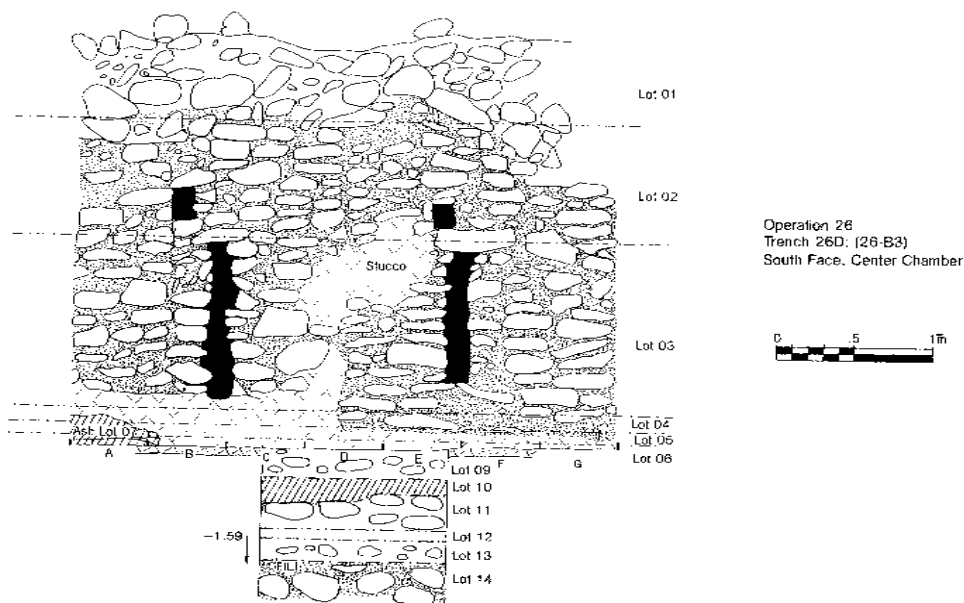 Lot 01
Lot 02
Operation 26
Trench 26D; (26-B3)
South Face, Center Chamber
Stucco
0 .5 1m
Lot 03
Lot 04
Ash Lot 07
Lot 05
A B C D E F G
Lot 06
Lot 09
Lot 10
Lot 11
-1.59
Lot 12
Lot 13
FILL
Lot 14